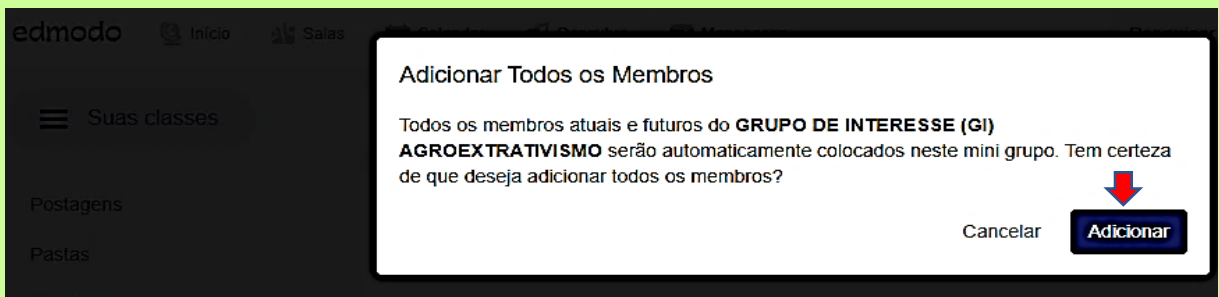 edmodo Início Salas
Adicionar Todos os Membros
Suas classes
Todos os membros atuais e futuros do GRUPO DE INTERESSE (GI)
AGROEXTRATIVISMO serão automaticamente colocados neste mini grupo. Tem certeza
de que deseja adicionar todos os membros?
Postagens
Cancelar Adicionar
Pastas